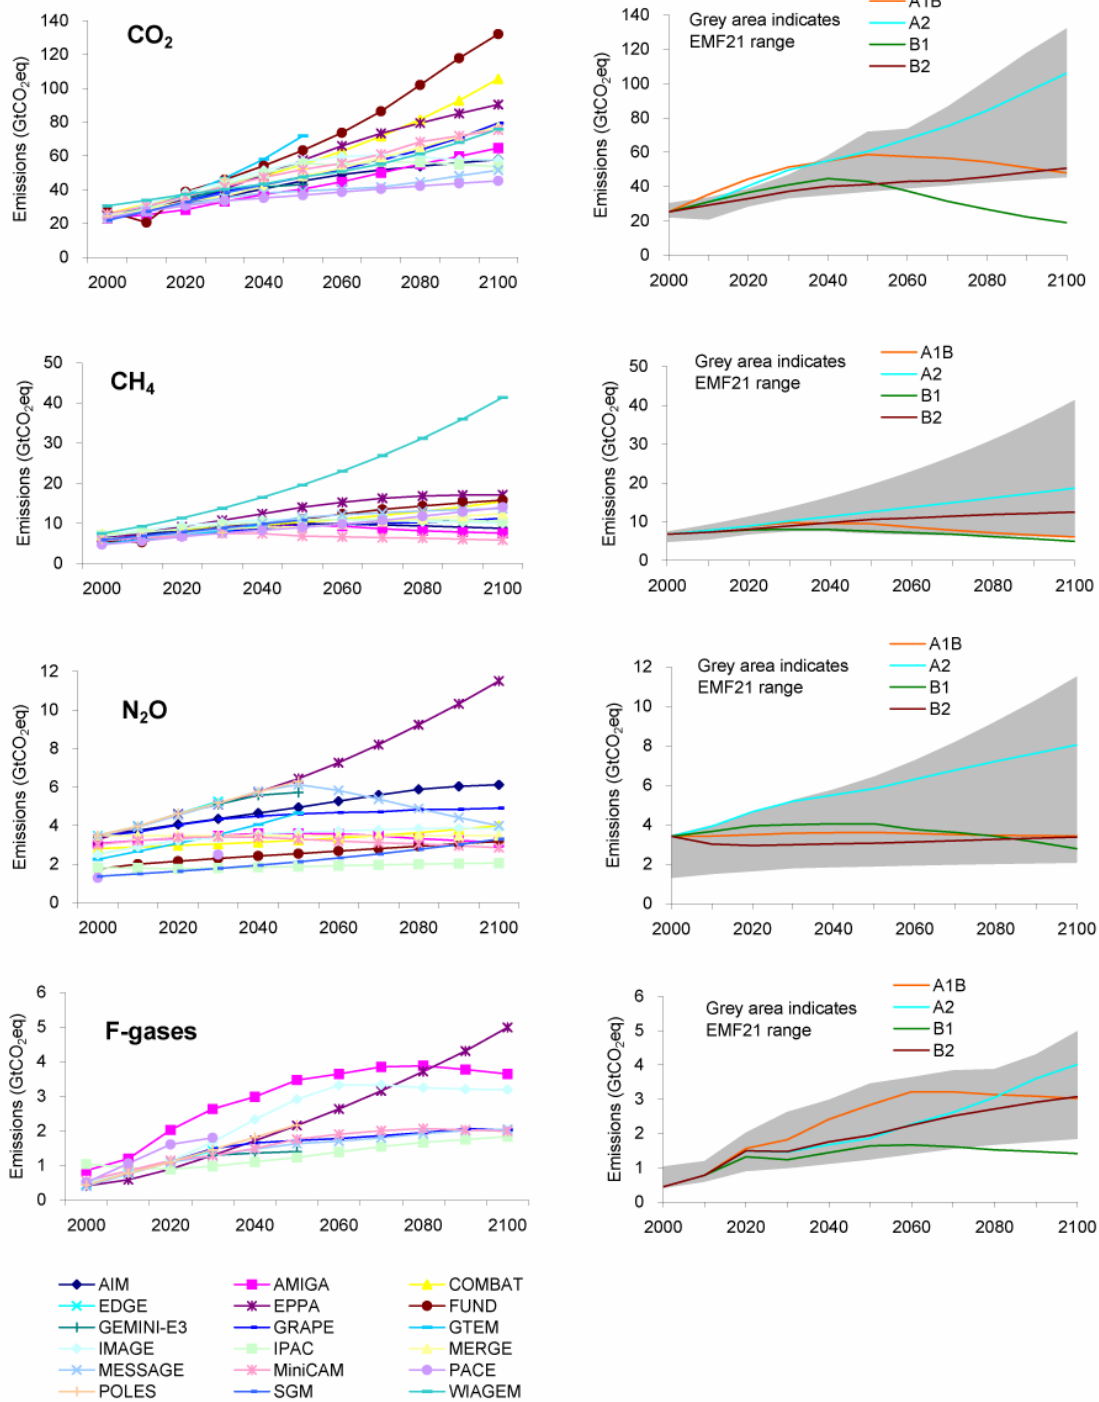 140
120
100
80
60
40
20
0
Emissions (GtCO₂eq)
CO₂
2000 2020 2040 2060 2080 2100
140
120
100
80
60
40
20
0
Emissions (GtCO₂eq)
Grey area indicates
EMF21 range
A1B
A2
B1
B2
2000 2020 2040 2060 2080 2100
50
40
30
20
10
0
Emissions (GtCO₂eq)
CH₄
2000 2020 2040 2060 2080 2100
50
40
30
20
10
0
Emissions (GtCO₂eq)
Grey area indicates
EMF21 range
A1B
A2
B1
B2
2000 2020 2040 2060 2080 2100
12
10
8
6
4
2
0
Emissions (GtCO₂eq)
N₂O
2000 2020 2040 2060 2080 2100
12
10
8
6
4
2
0
Emissions (GtCO₂eq)
Grey area indicates
EMF21 range
A1B
A2
B1
B2
2000 2020 2040 2060 2080 2100
6
5
4
3
2
1
0
Emissions (GtCO₂eq)
F-gases
2000 2020 2040 2060 2080 2100
6
5
4
3
2
1
0
Emissions (GtCO₂eq)
Grey area indicates
EMF21 range
A1B
A2
B1
B2
2000 2020 2040 2060 2080 2100
AIM AMIGA COMBAT
EDGE EPPA FUND
GEMINI-E3 GRAPE GTEM
IMAGE IPAC MERGE
MESSAGE MiniCAM PACE
POLES SGM WIAGEM